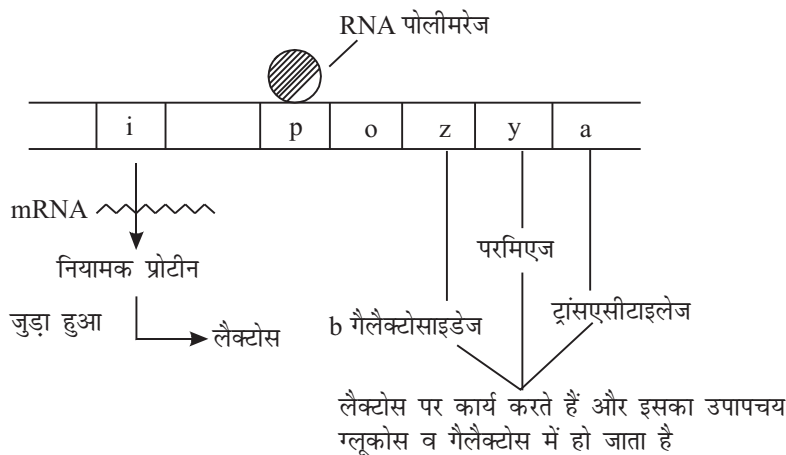 RNA पोलीमरेज
i p o z y a
mRNA
नियामक प्रोटीन
परमिएज
जुड़ा हुआ
लैक्टोस
b गैलैक्टोसाइडेज
ट्रांसएसीटाइलेज
लैक्टोस पर कार्य करते हैं और इसका उपापचय
ग्लूकोस व गैलैक्टोस में हो जाता है